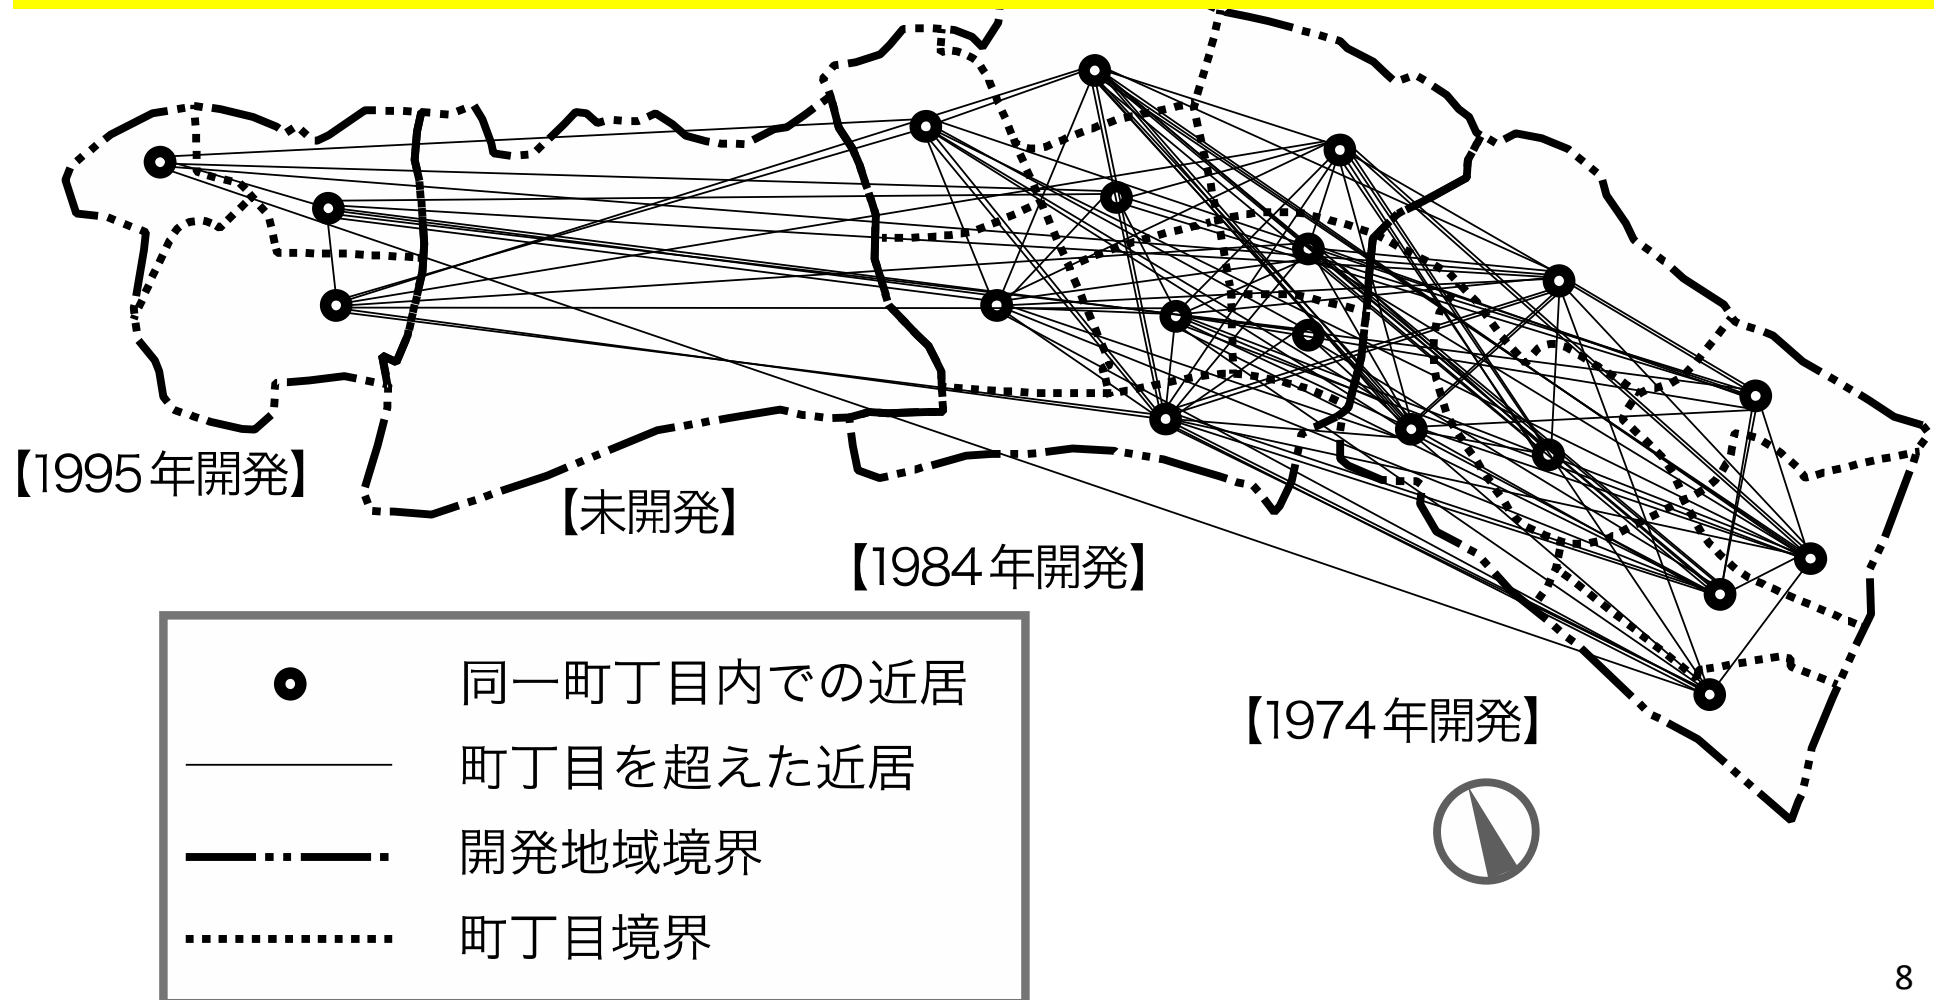 【1995年開発】
【未開発】
【1984年開発】
【1974年開発】
同一町丁目内での近居
町丁目を超えた近居
開発地域境界
町丁目境界
8